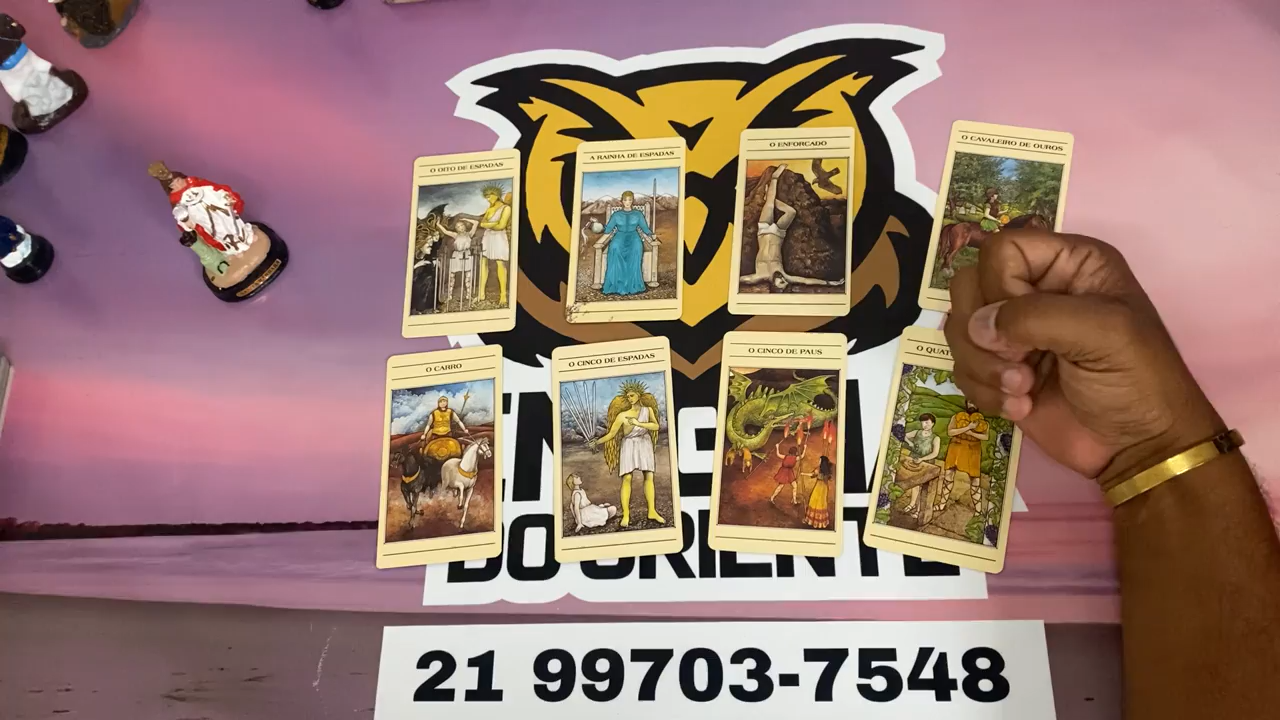 O OITO DE ESPADAS
A RAINHA DE ESPADAS
O ENFORCADO
O CAVALEIRO DE OUROS
O CARRO
O CINCO DE ESPADAS
O CINCO DE PAUS
O
DO ORIENTE
21 99703-7548